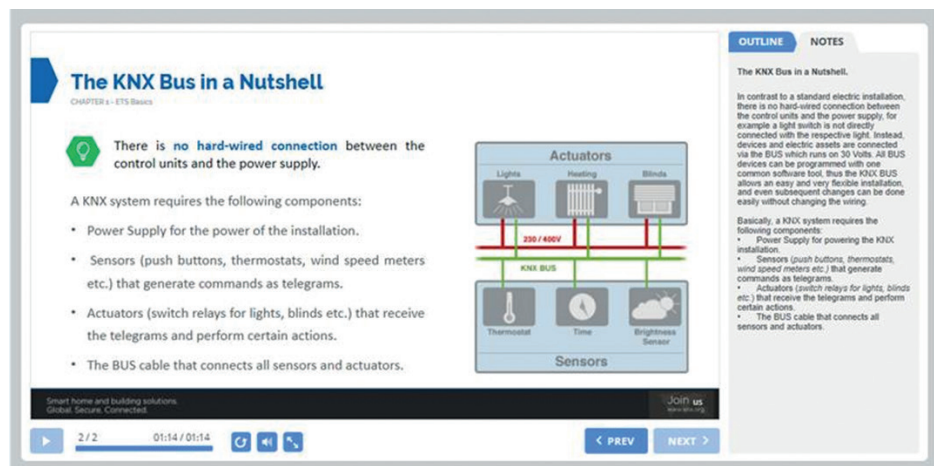 The KNX Bus in a Nutshell
CHAPTER 1 - ETS Basics
There is no hard-wired connection between the
control units and the power supply.
A KNX system requires the following components:
• Power Supply for the power of the installation.
• Sensors (push buttons, thermostats, wind speed meters
etc.) that generate commands as telegrams.
• Actuators (switch relays for lights, blinds etc.) that receive
the telegrams and perform certain actions.
• The BUS cable that connects all sensors and actuators.
Actuators
Lights Heating Blinds
230 / 400V
KNX BUS
Thermostat Time Brightness
Sensor
Sensors
Smart home and building solutions.
Global. Secure. Connected.
Join us
www.knx.org
2 / 2 01:14 / 01:14
< PREV NEXT >
OUTLINE NOTES
The KNX Bus in a Nutshell.
In contrast to a standard electric installation,
there is no hard-wired connection between
the control units and the power supply, for
example a light switch is not directly
connected with the respective light. Instead,
devices and electric assets are connected
via the BUS which runs on 30 Volts. All BUS
devices can be programmed with one
common software tool, thus the KNX BUS
allows an easy and very flexible installation,
and even subsequent changes can be done
easily without changing the wiring.
Basically, a KNX system requires the
following components:
• Power Supply for powering the KNX
installation.
• Sensors (push buttons, thermostats,
wind speed meters etc.) that generate
commands as telegrams.
• Actuators (switch relays for lights, blinds
etc.) that receive the telegrams and perform
certain actions.
• The BUS cable that connects all
sensors and actuators.